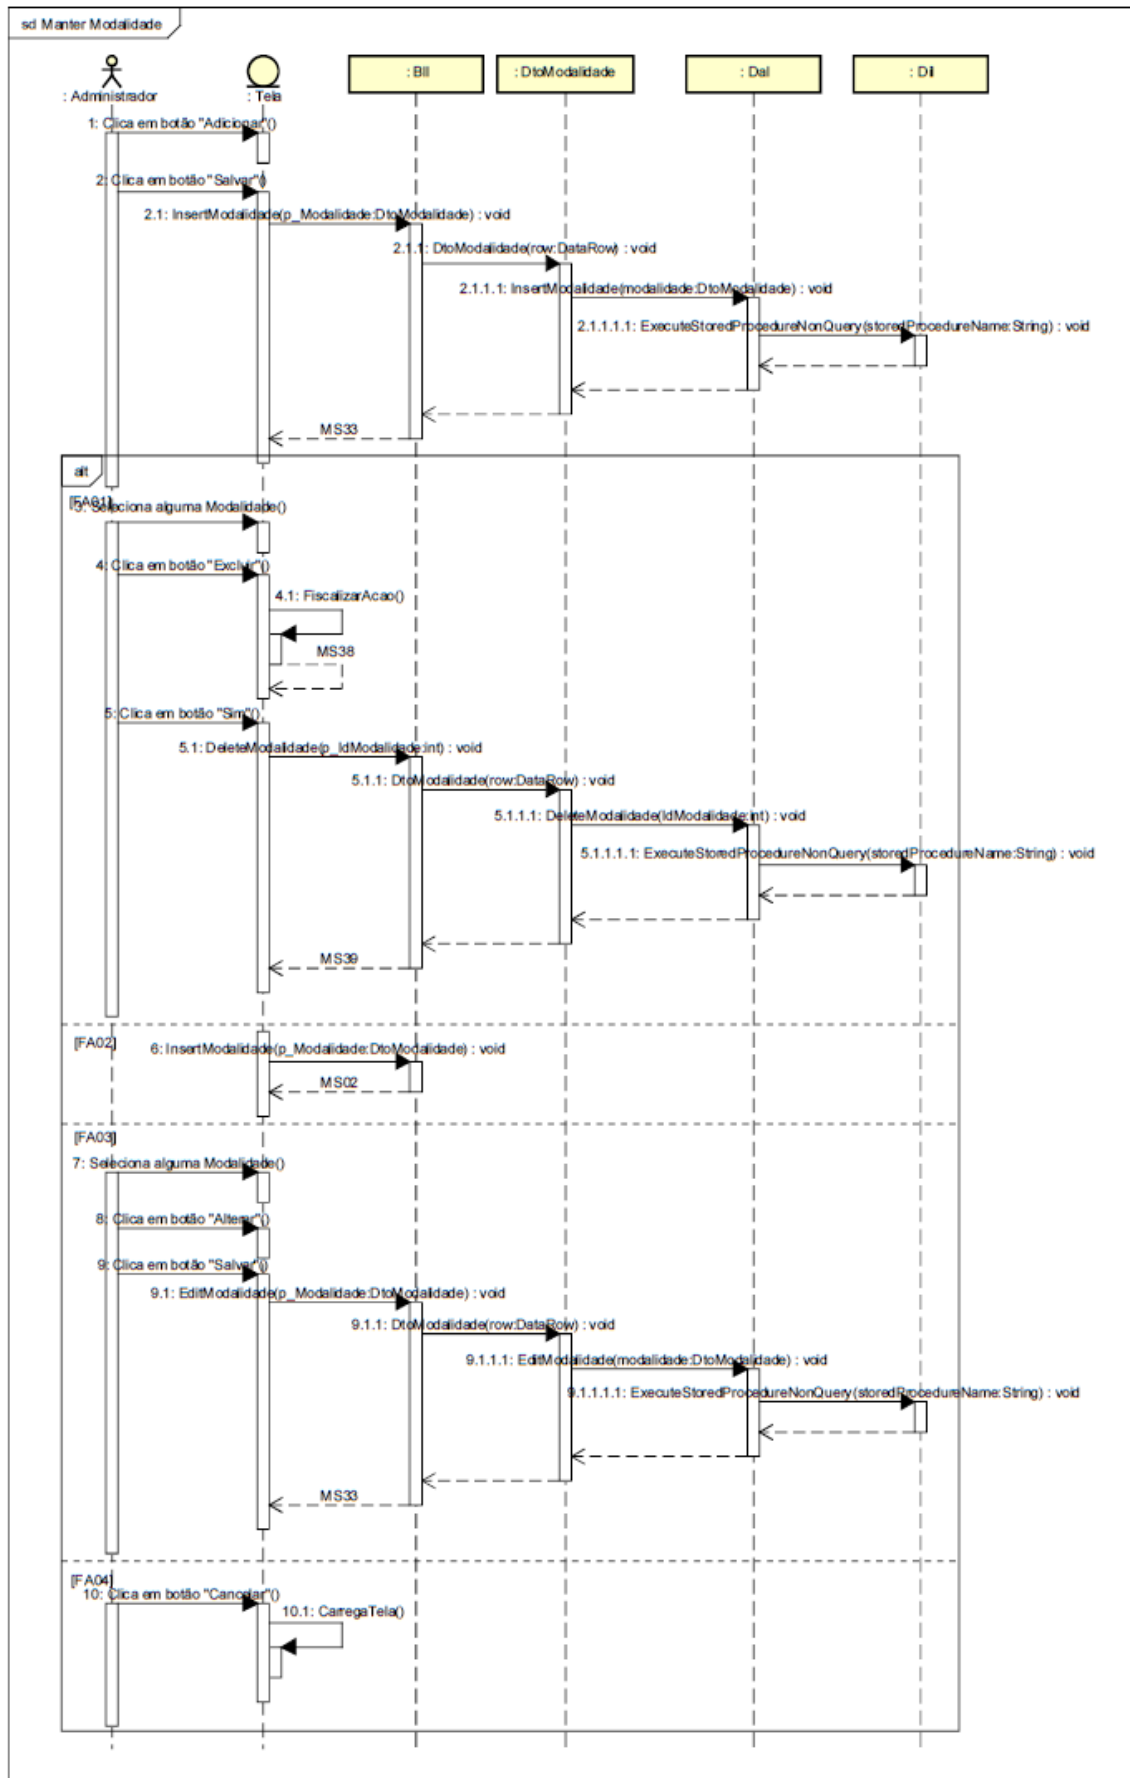 sd Manter Modalidade
: Administrador
: Tela
: Bll
: DtoModalidade
: Dal
: Dil
1: Clica em botão "Adicionar"()
2: Clica em botão "Salvar"()
2.1: InsertModalidade(p_Modalidade:DtoModalidade) : void
2.1.1: DtoModalidade(row:DataRow) : void
2.1.1.1: InsertModalidade(modalidade:DtoModalidade) : void
2.1.1.1.1: ExecuteStoredProcedureNonQuery(storedProcedureName:String) : void
MS33
alt
[FA01]
3: Seleciona alguma Modalidade()
4: Clica em botão "Excluir"()
4.1: FiscalizarAcao()
MS38
5: Clica em botão "Sim"()
5.1: DeleteModalidade(p_IdModalidade:int) : void
5.1.1: DtoModalidade(row:DataRow) : void
5.1.1.1: DeleteModalidade(IdModalidade:int) : void
5.1.1.1.1: ExecuteStoredProcedureNonQuery(storedProcedureName:String) : void
MS39
[FA02]
6: InsertModalidade(p_Modalidade:DtoModalidade) : void
MS02
[FA03]
7: Seleciona alguma Modalidade()
8: Clica em botão "Alterar"()
9: Clica em botão "Salvar"()
9.1: EditModalidade(p_Modalidade:DtoModalidade) : void
9.1.1: DtoModalidade(row:DataRow) : void
9.1.1.1: EditModalidade(modalidade:DtoModalidade) : void
9.1.1.1.1: ExecuteStoredProcedureNonQuery(storedProcedureName:String) : void
MS33
[FA04]
10: Clica em botão "Cancelar"()
10.1: CarregaTela()